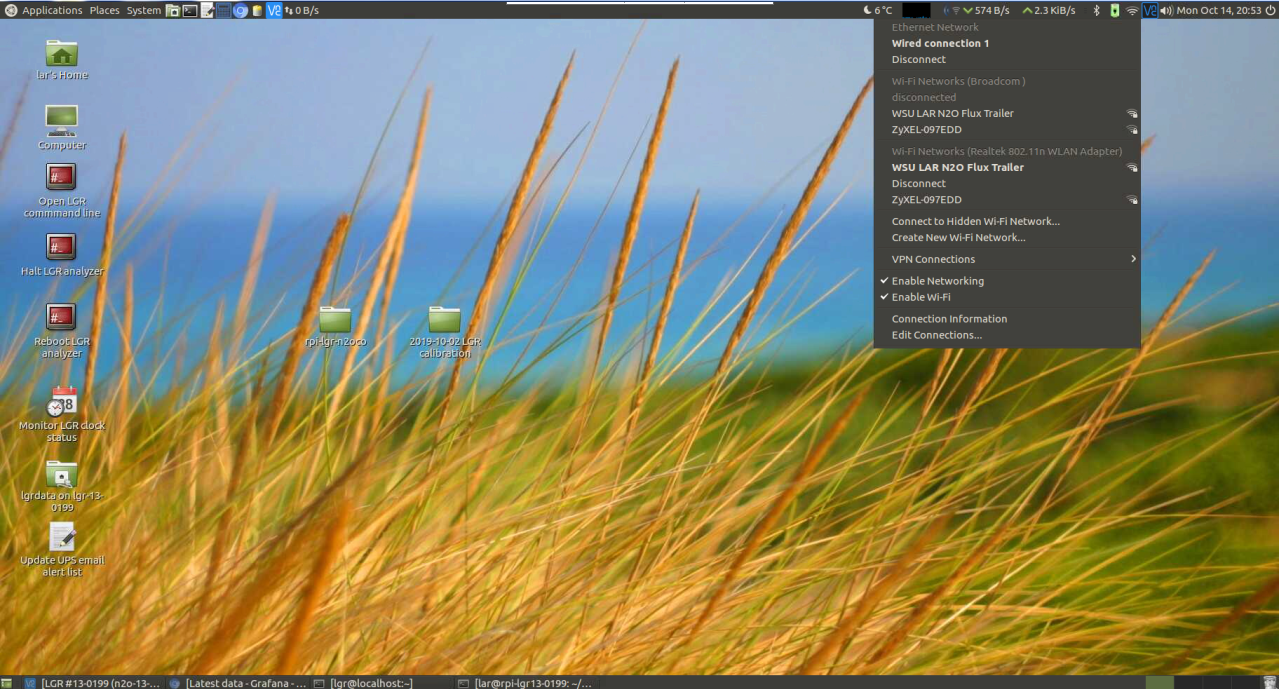 Applications Places System 0 B/s 6 °C 574 B/s 2.3 KiB/s Mon Oct 14, 20:53
Ethernet Network
Wired connection 1
Disconnect
Wi-Fi Networks (Broadcom )
disconnected
WSU LAR N2O Flux Trailer
ZyXEL-097EDD
Wi-Fi Networks (Realtek 802.11n WLAN Adapter)
WSU LAR N2O Flux Trailer
Disconnect
ZyXEL-097EDD
Connect to Hidden Wi-Fi Network...
Create New Wi-Fi Network...
VPN Connections
Enable Networking
Enable Wi-Fi
Connection Information
Edit Connections...
lar's Home
Computer
Open LGR
commmand line
Halt LGR analyzer
Reboot LGR
analyzer
Monitor LGR clock
status
lgrdata on lgr-13-
0199
Update UPS email
alert list
rpi-lgr-n2oco
2019-10-02 LGR
calibration
[LGR #13-0199 (n2o-13-... [Latest data - Grafana - ... [lgr@localhost:~] [lar@rpi-lgr13-0199: ~/...